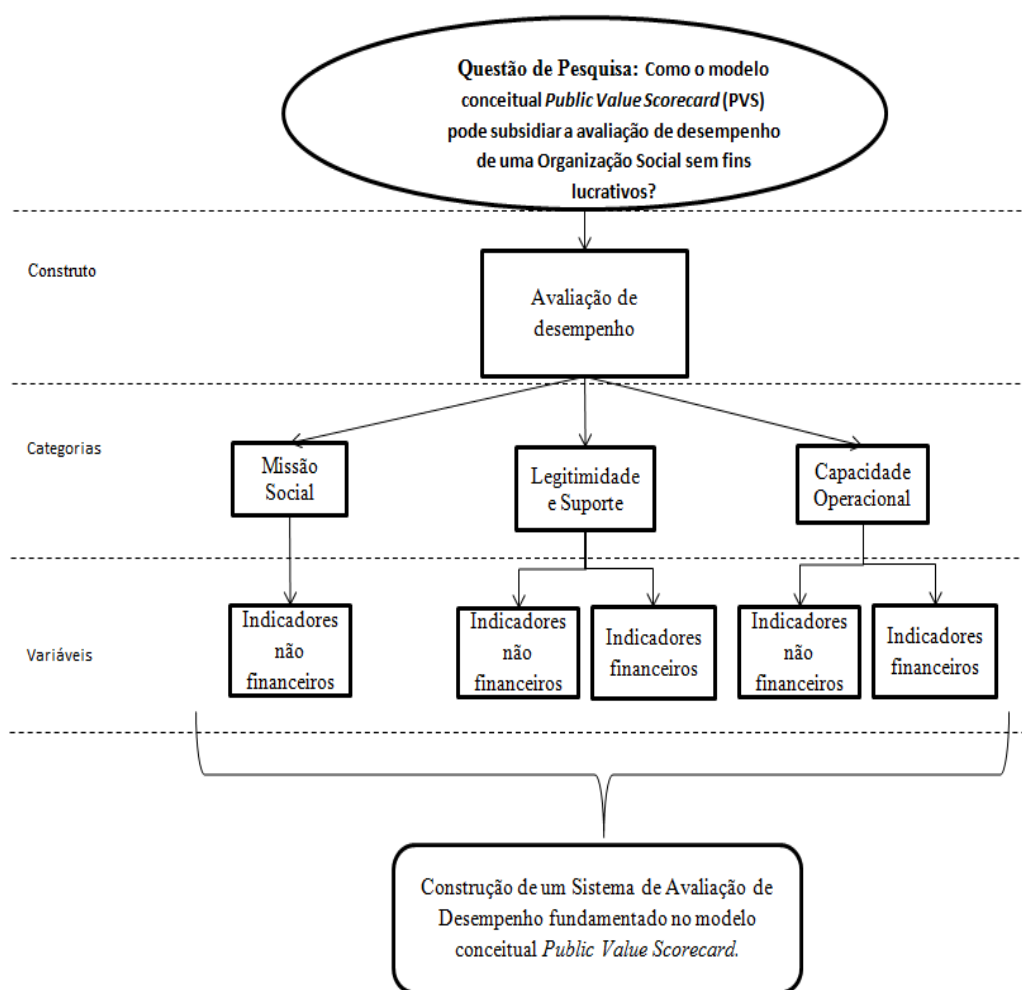 Questão de Pesquisa: Como o modelo
conceitual Public Value Scorecard (PVS)
pode subsidiar a avaliação de desempenho
de uma Organização Social sem fins
lucrativos?
Construto
Avaliação de
desempenho
Categorias
Missão
Social
Legitimidade
e Suporte
Capacidade
Operacional
Variáveis
Indicadores
não
financeiros
Indicadores
não
financeiros
Indicadores
financeiros
Indicadores
não
financeiros
Indicadores
financeiros
Construção de um Sistema de Avaliação de
Desempenho fundamentado no modelo
conceitual Public Value Scorecard.